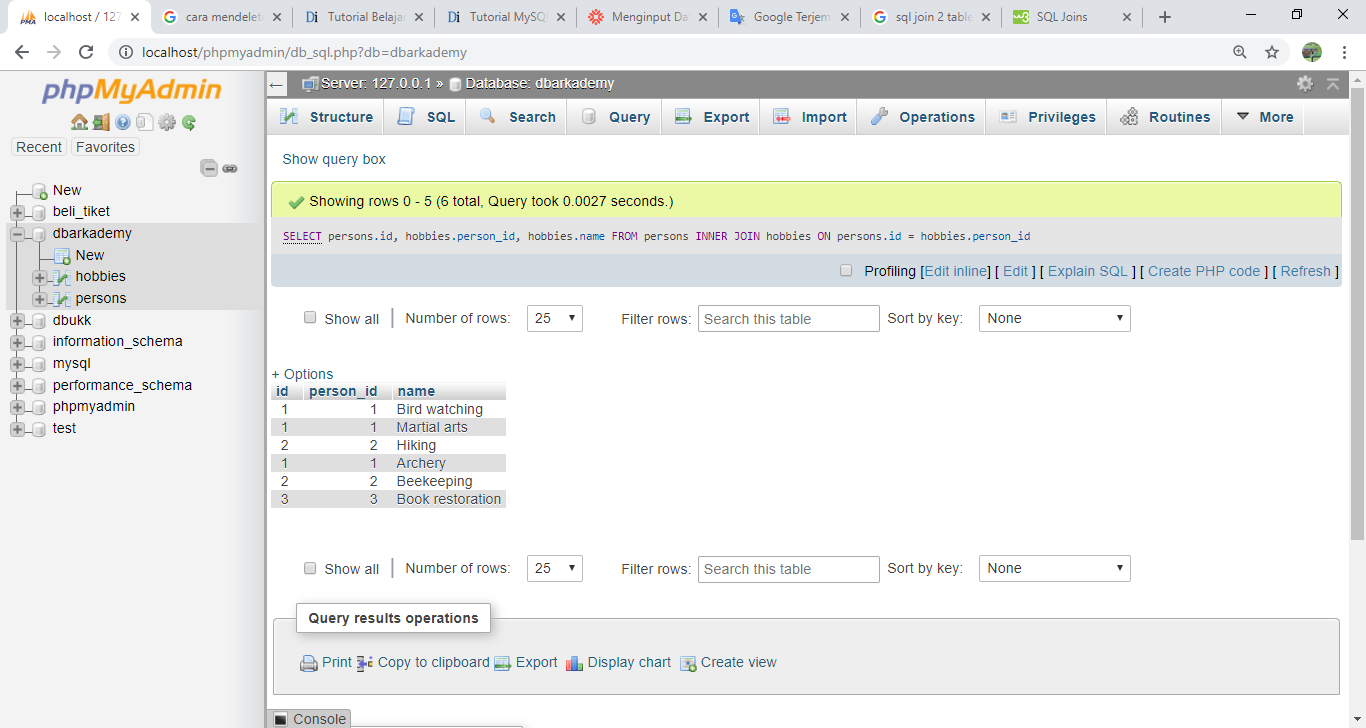 localhost / 127
cara mendelet
Tutorial Belaja
Tutorial MySQ
Menginput Da
Google Terjem
sql join 2 table
SQL Joins
localhost/phpmyadmin/db_sql.php?db=dbarkademy
phpMyAdmin
Recent Favorites
New
beli_tiket
dbarkademy
New
hobbies
persons
dbukk
information_schema
mysql
performance_schema
phpmyadmin
test
Server: 127.0.0.1 » Database: dbarkademy
Structure SQL Search Query Export Import Operations Privileges Routines More
Show query box
Showing rows 0 - 5 (6 total, Query took 0.0027 seconds.)
SELECT persons.id, hobbies.person_id, hobbies.name FROM persons INNER JOIN hobbies ON persons.id = hobbies.person_id
Profiling [Edit inline] [ Edit ] [ Explain SQL ] [ Create PHP code ] [ Refresh ]
Show all | Number of rows: 25 Filter rows: Search this table Sort by key: None
+ Options
id person_id name
1 1 Bird watching
1 1 Martial arts
2 2 Hiking
1 1 Archery
2 2 Beekeeping
3 3 Book restoration
Show all | Number of rows: 25 Filter rows: Search this table Sort by key: None
Query results operations
Print Copy to clipboard Export Display chart Create view
Console